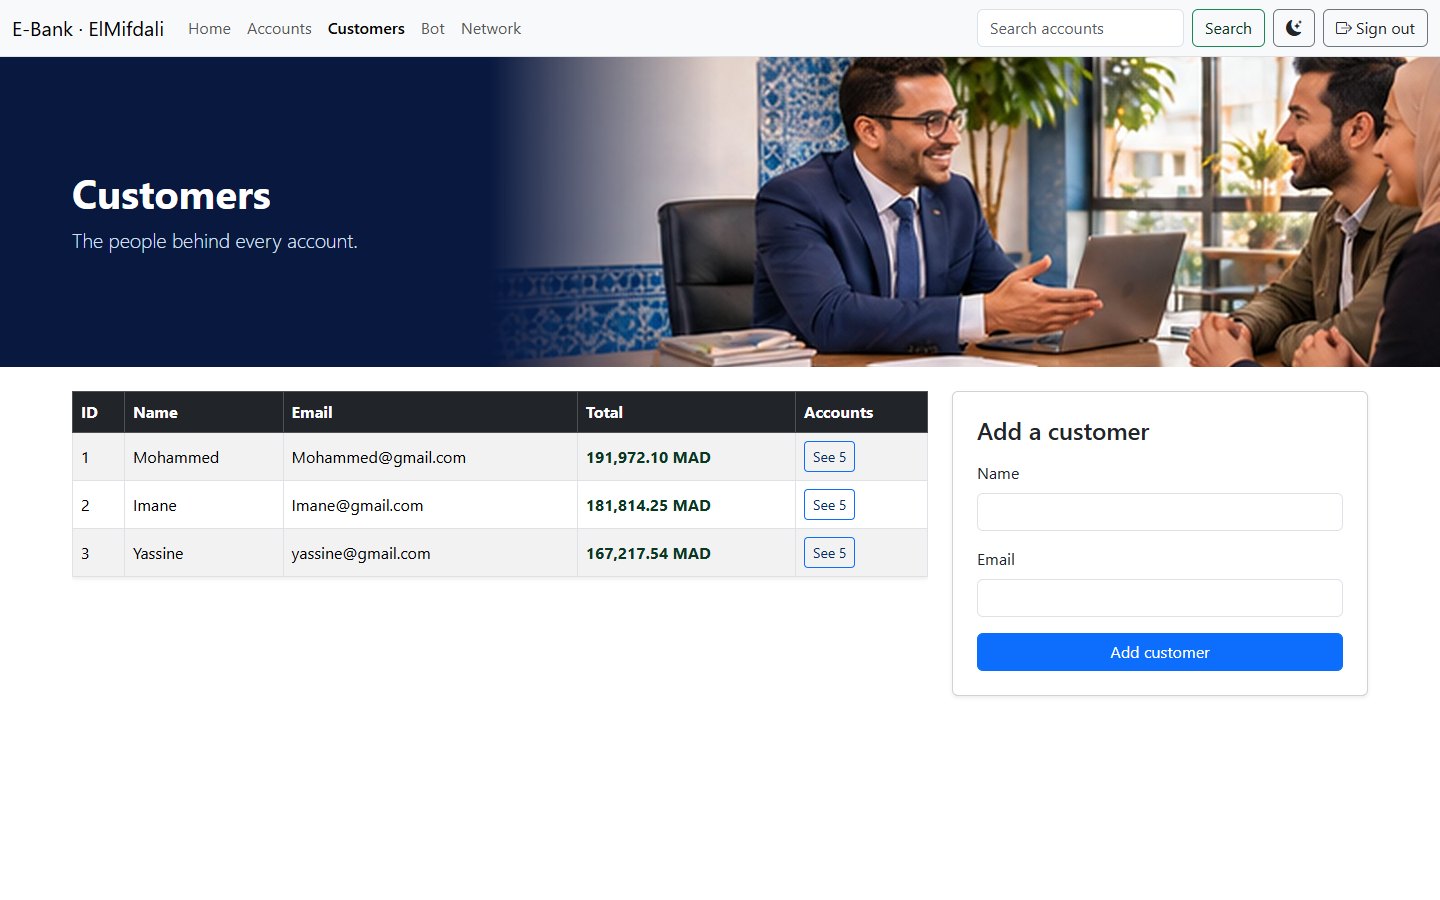 E-Bank · ElMifdali Home Accounts Customers Bot Network Search accounts Search Sign out
Customers
The people behind every account.
ID Name Email Total Accounts
1 Mohammed Mohammed@gmail.com 191,972.10 MAD See 5
2 Imane Imane@gmail.com 181,814.25 MAD See 5
3 Yassine yassine@gmail.com 167,217.54 MAD See 5
Add a customer
Name
Email
Add customer